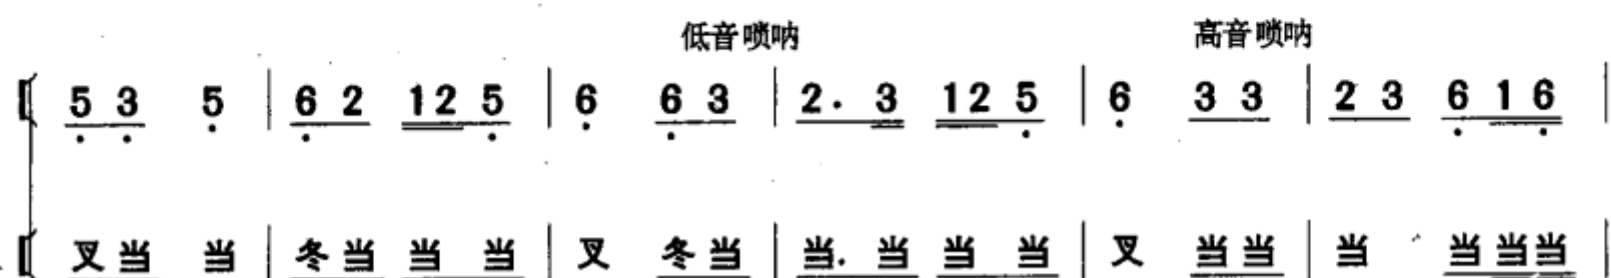 低音唢呐 高音唢呐
5 3 5 | 6 2 1 2 5 | 6 6 3 | 2. 3 1 2 5 | 6 3 3 | 2 3 6 1 6 |
叉当 当 | 冬当 当 当 | 叉 冬当 | 当. 当 当 当 | 叉 当当 | 当 当当当 |